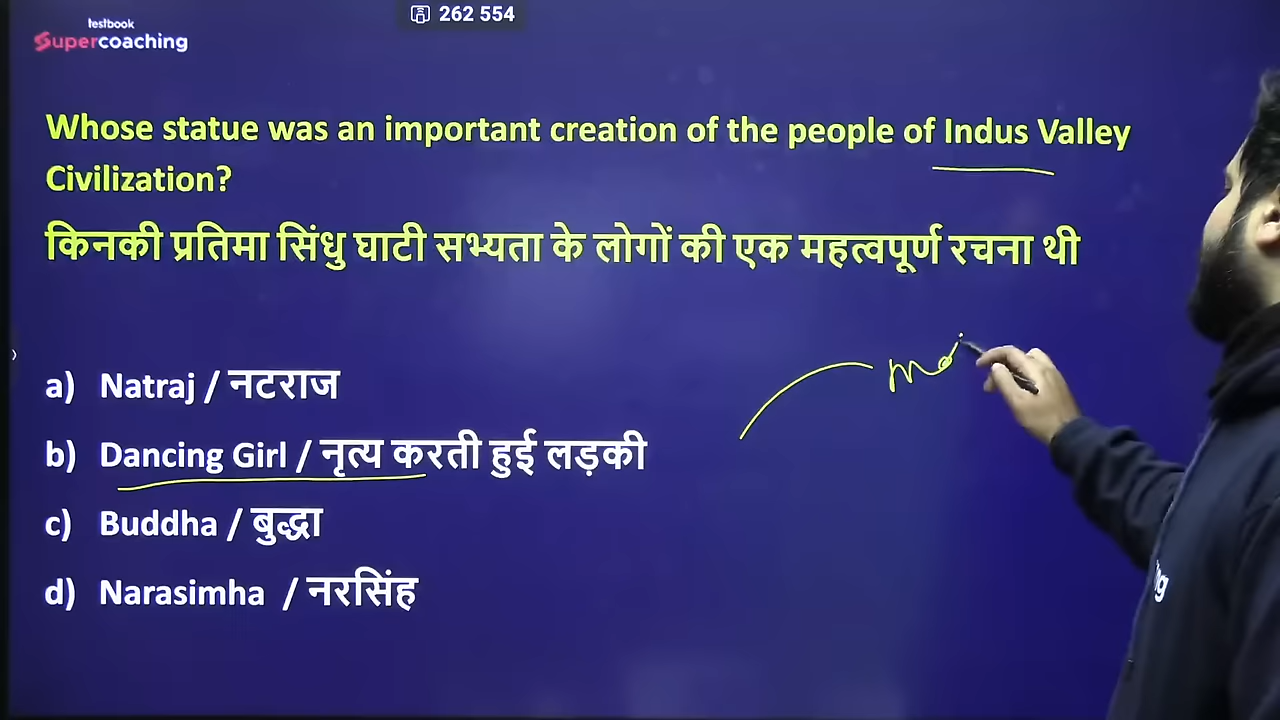 testbook
Supercoaching
262 554
Whose statue was an important creation of the people of Indus Valley
Civilization?
किनकी प्रतिमा सिंधु घाटी सभ्यता के लोगों की एक महत्वपूर्ण रचना थी
a) Natraj / नटराज
b) Dancing Girl / नृत्य करती हुई लड़की
c) Buddha / बुद्धा
d) Narasimha / नरसिंह